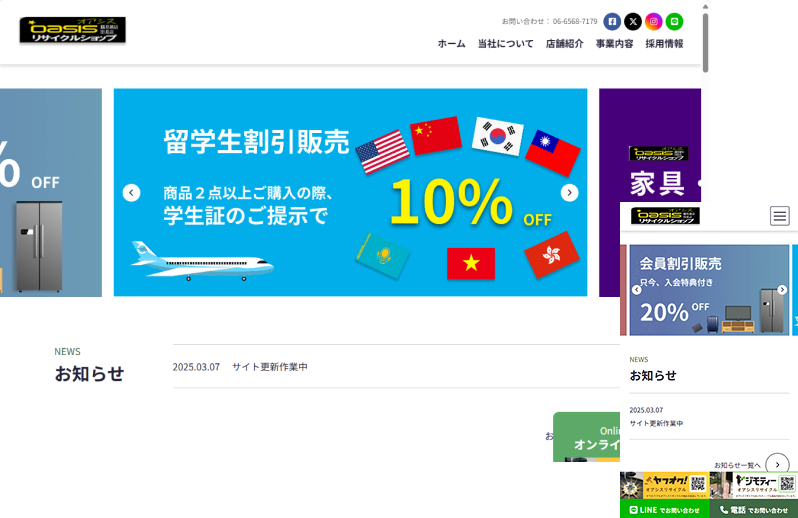 オアシス
oasis
リサイクルショップ
お問い合わせ： 06-6568-7179
ホーム 当社について 店舗紹介 事業内容 採用情報
%
OFF
留学生割引販売
商品２点以上ご購入の際、
学生証のご提示で
10%
OFF
oasis
リサイクルショップ
家具・
NEWS
お知らせ
2025.03.07 サイト更新作業中
お
Onlin
オンライ
オアシス
oasis
リサイクルショップ
会員割引販売
只今、入会特典付き
20%
OFF
NEWS
お知らせ
2025.03.07
サイト更新作業中
お知らせ一覧へ
ヤフオク!
オアシスリサイクル
ジモティー
オアシスリサイクル
LINE でお問い合わせ
電話 でお問い合わせ